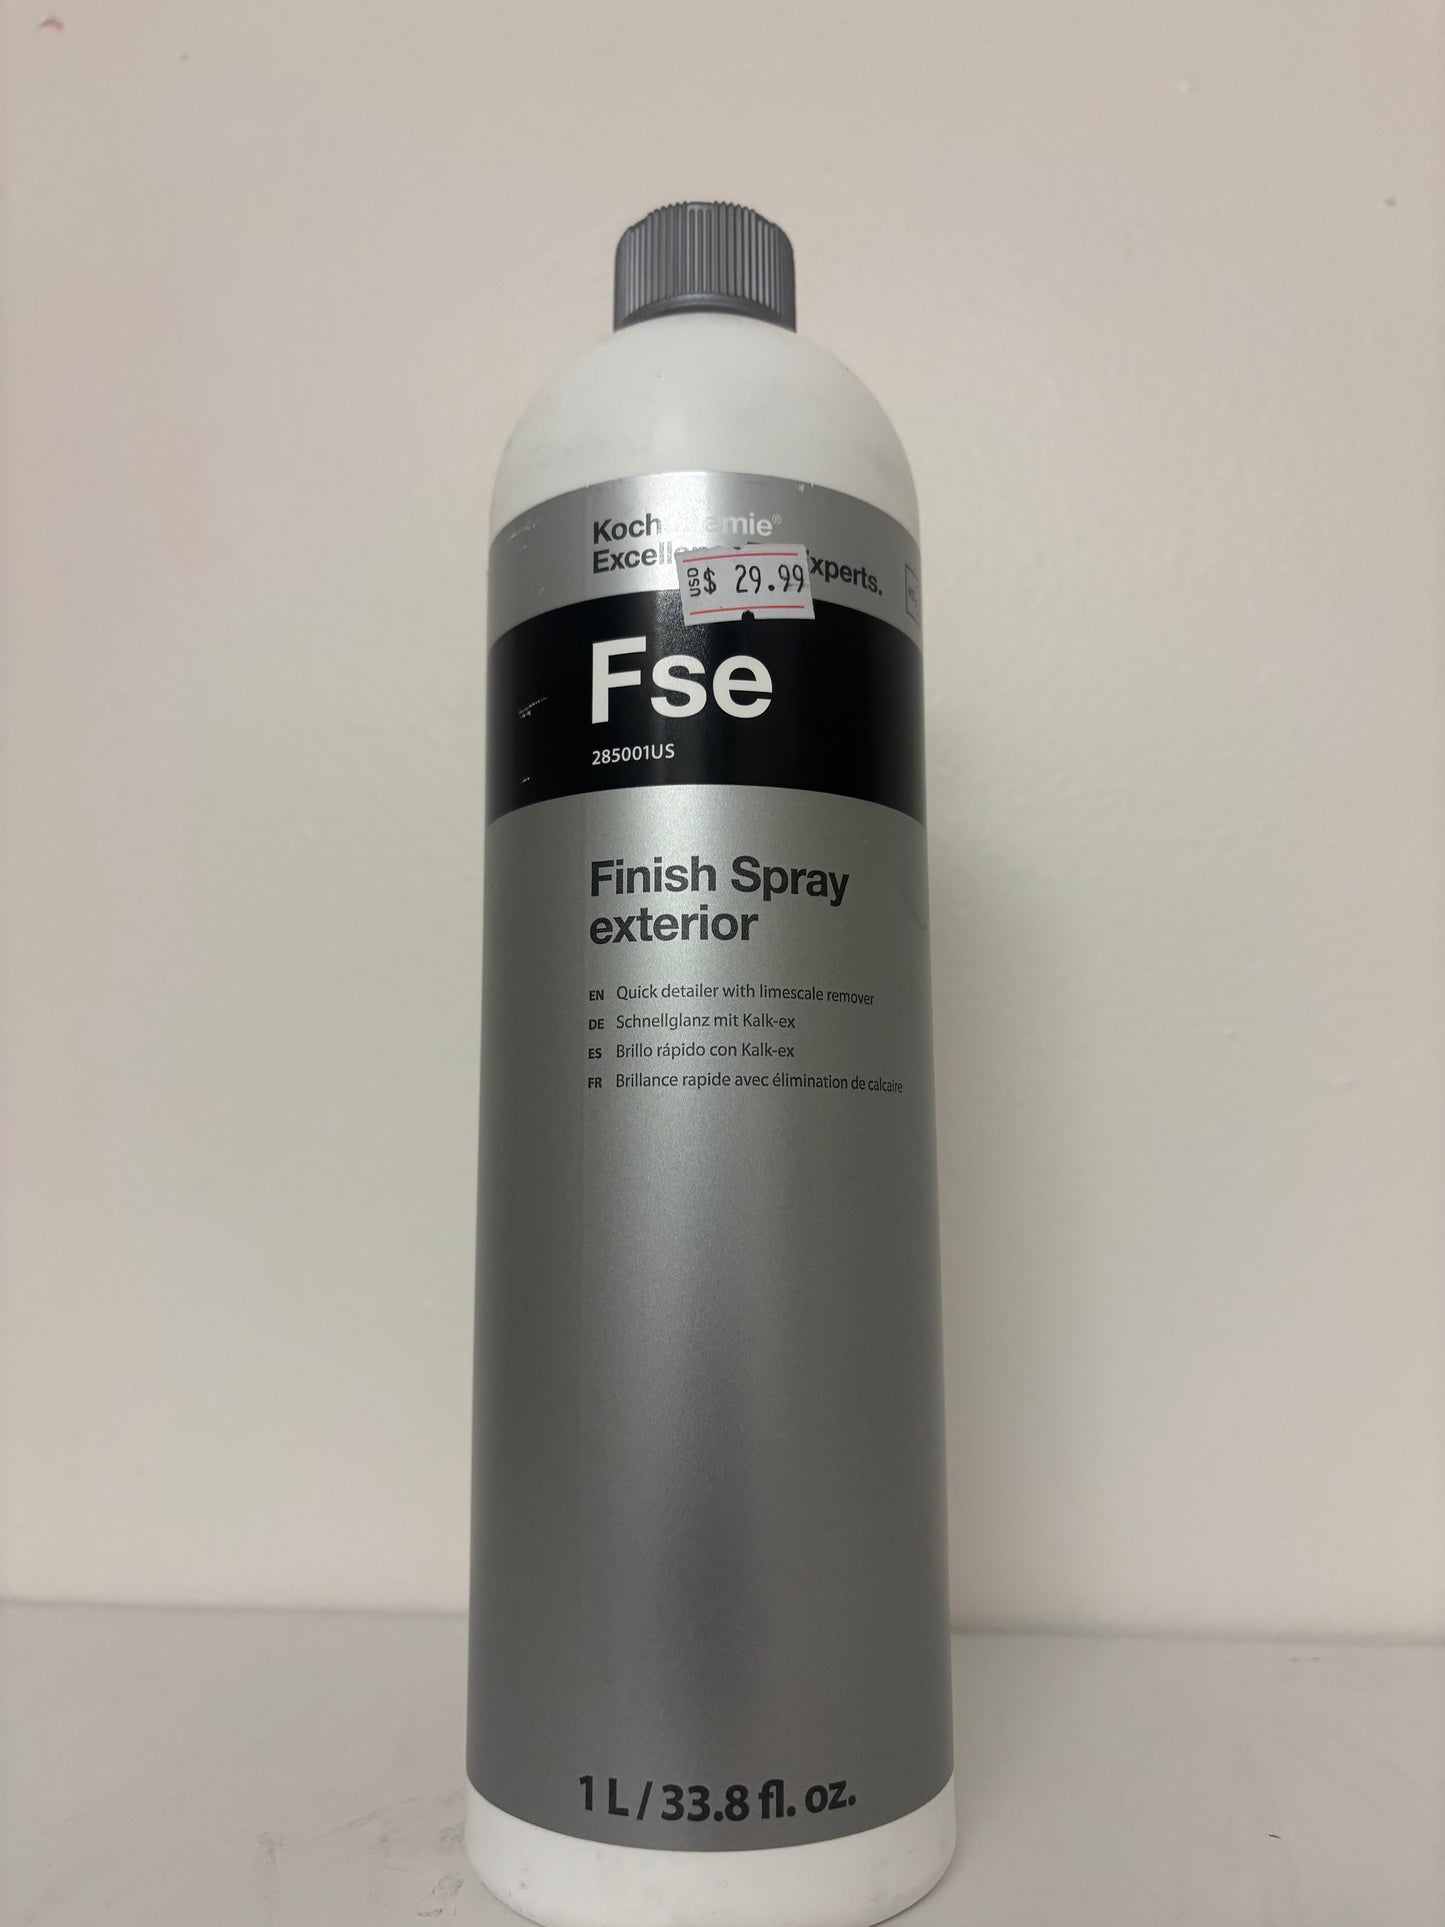 Koch
mie®
xperts.
USD $ 29.99
Fse
285001US
Finish Spray
exterior
EN Quick detailer with limescale remover
DE Schnellglanz mit Kalk-ex
ES Brillo rápido con Kalk-ex
FR Brillance rapide avec élimination de calcaire
1 L / 33.8 fl. oz.